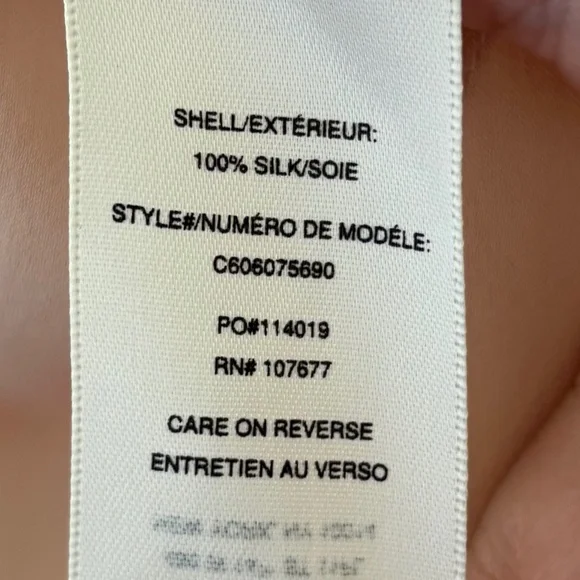 SHELL/EXTÉRIEUR:
100% SILK/SOIE
STYLE#/NUMÉRO DE MODÉLE:
C606075690
PO#114019
RN# 107677
CARE ON REVERSE
ENTRETIEN AU VERSO